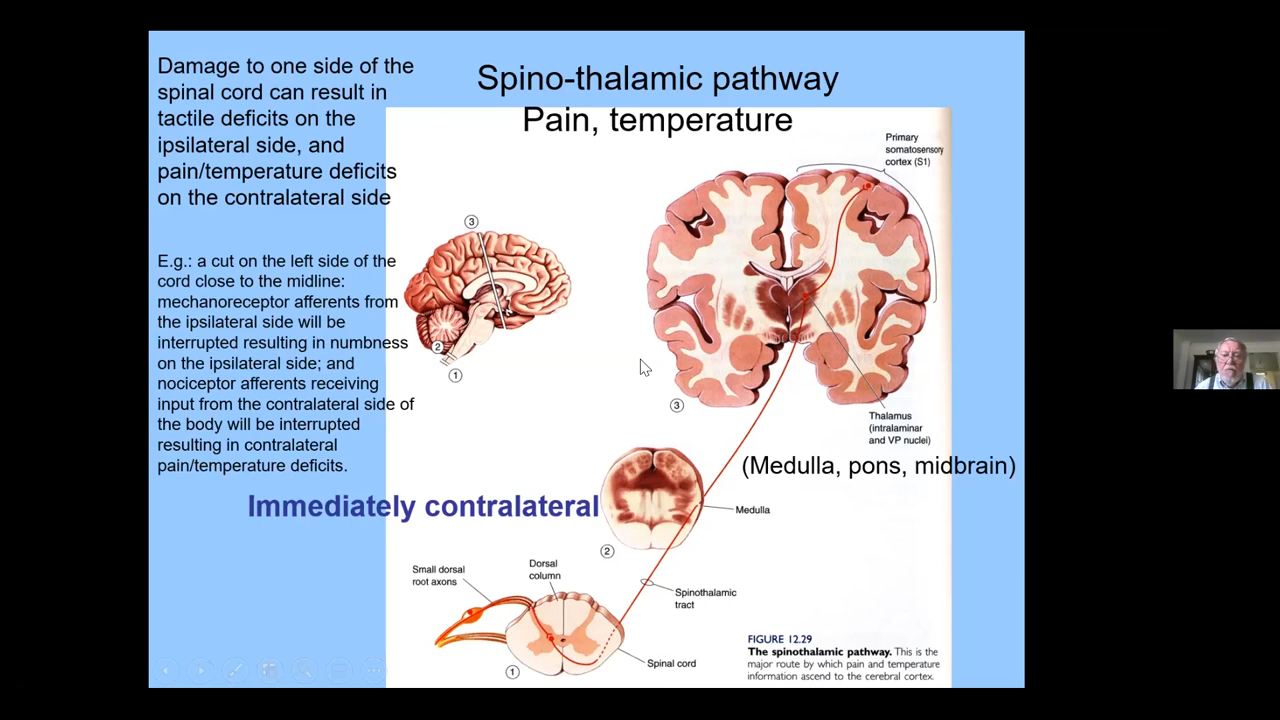 Spino-thalamic pathway
Pain, temperature
Damage to one side of the
spinal cord can result in
tactile deficits on the
ipsilateral side, and
pain/temperature deficits
on the contralateral side
E.g.: a cut on the left side of the
cord close to the midline:
mechanoreceptor afferents from
the ipsilateral side will be
interrupted resulting in numbness
on the ipsilateral side; and
nociceptor afferents receiving
input from the contralateral side of
the body will be interrupted
resulting in contralateral
pain/temperature deficits.
Immediately contralateral
Primary
somatosensory
cortex (S1)
3
2
1
3
Thalamus
(intralaminar
and VP nuclei)
(Medulla, pons, midbrain)
Medulla
2
Small dorsal
root axons
Dorsal
column
Spinothalamic
tract
Spinal cord
1
FIGURE 12.29
The spinothalamic pathway. This is the
major route by which pain and temperature
information ascend to the cerebral cortex.